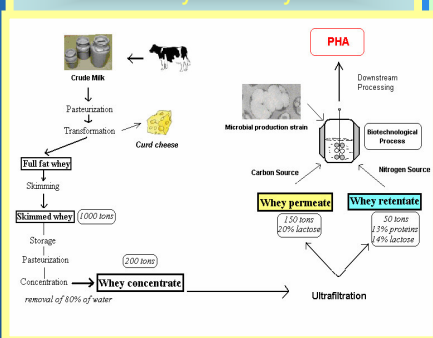 Crude Milk
Pasteurization
Transformation
Curd cheese
Full fat whey
Skimming
Skimmed whey
1000 tons
Storage
Pasteurization
Concentration
removal of 80% of water
200 tons
Whey concentrate
Ultrafiltration
Whey permeate
150 tons
20% lactose
Whey retentate
50 tons
13% proteins
14% lactose
Carbon Source
Nitrogen Source
Microbial production strain
Biotechnological
Process
Downstream
Processing
PHA